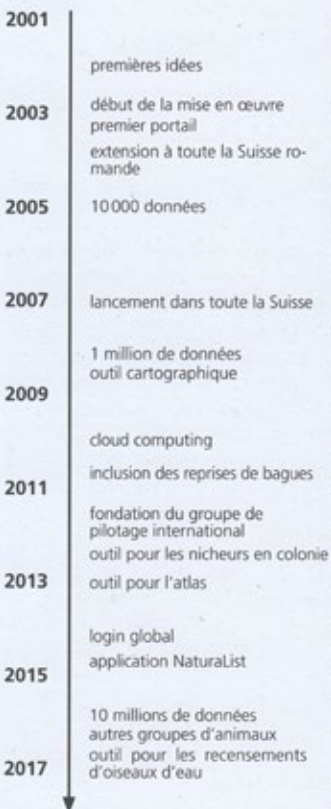 2001
premières idées
2003
début de la mise en œuvre
premier portail
extension à toute la Suisse ro-
mande
2005
10 000 données
2007
lancement dans toute la Suisse
1 million de données
outil cartographique
2009
cloud computing
inclusion des reprises de bagues
2011
fondation du groupe de
pilotage international
outil pour les nicheurs en colonie
2013
outil pour l'atlas
login global
application NaturaList
2015
10 millions de données
autres groupes d'animaux
outil pour les recensements
d'oiseaux d'eau
2017